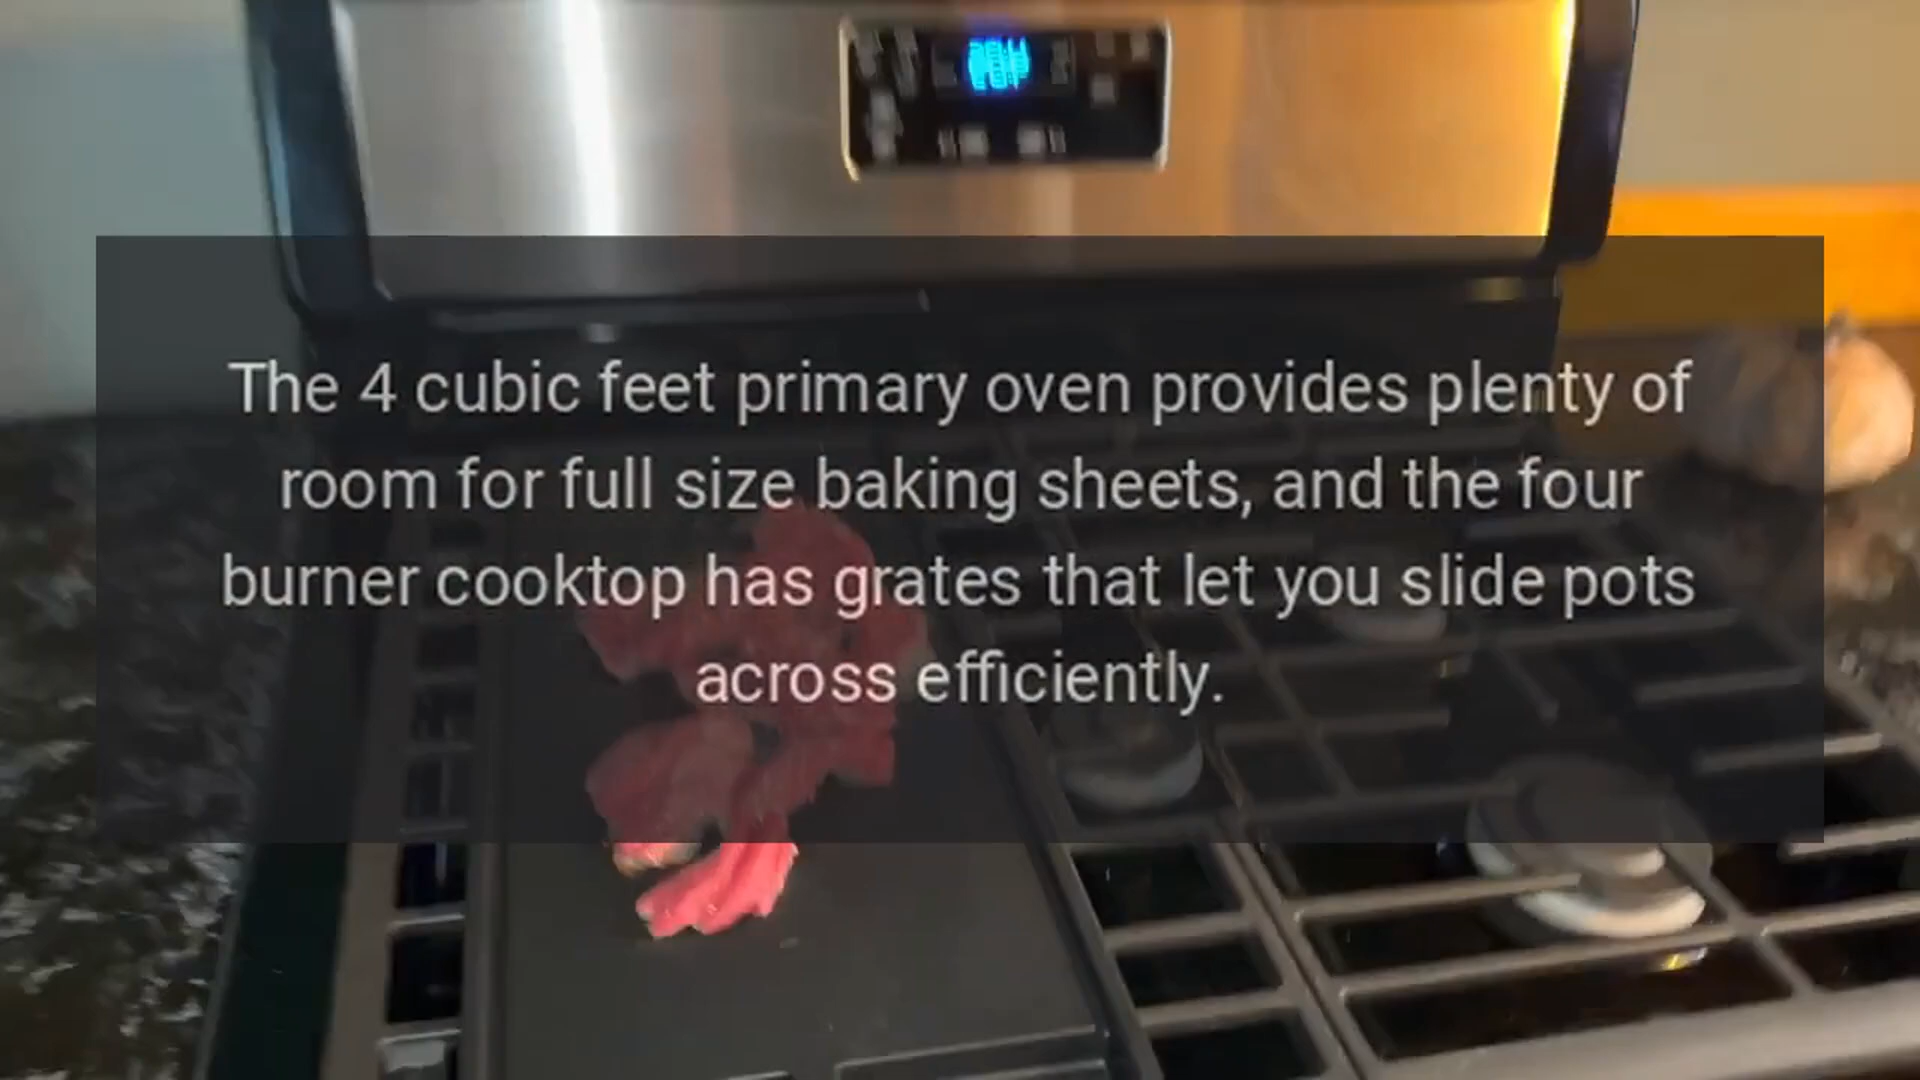 The 4 cubic feet primary oven provides plenty of
room for full size baking sheets, and the four
burner cooktop has grates that let you slide pots
across efficiently.